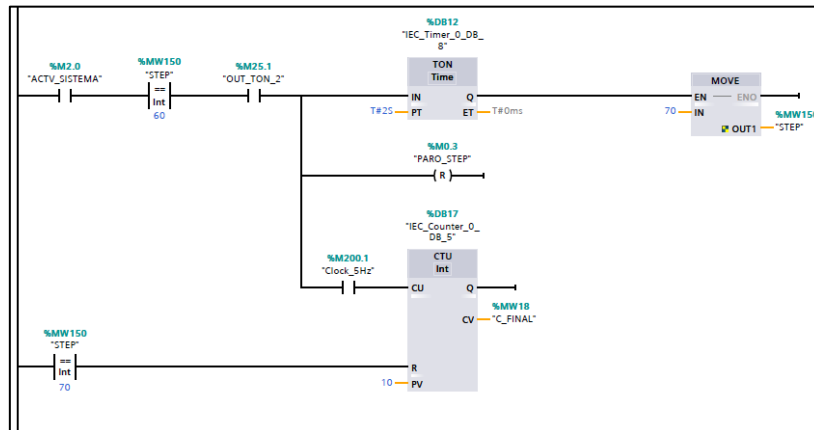 %DB12
"IEC_Timer_0_DB_
8"
%M2.0
"ACTV_SISTEMA"
%MW150
"STEP"
==
Int
60
%M25.1
"OUT_TON_2"
TON
Time
IN
Q
T#2S
PT
ET
T#0ms
MOVE
EN
ENO
70
IN
OUT1
%MW150
"STEP"
%M0.3
"PARO_STEP"
R
%DB17
"IEC_Counter_0_
DB_5"
%M200.1
"Clock_5Hz"
CTU
Int
CU
Q
CV
%MW18
"C_FINAL"
%MW150
"STEP"
==
Int
70
R
10
PV